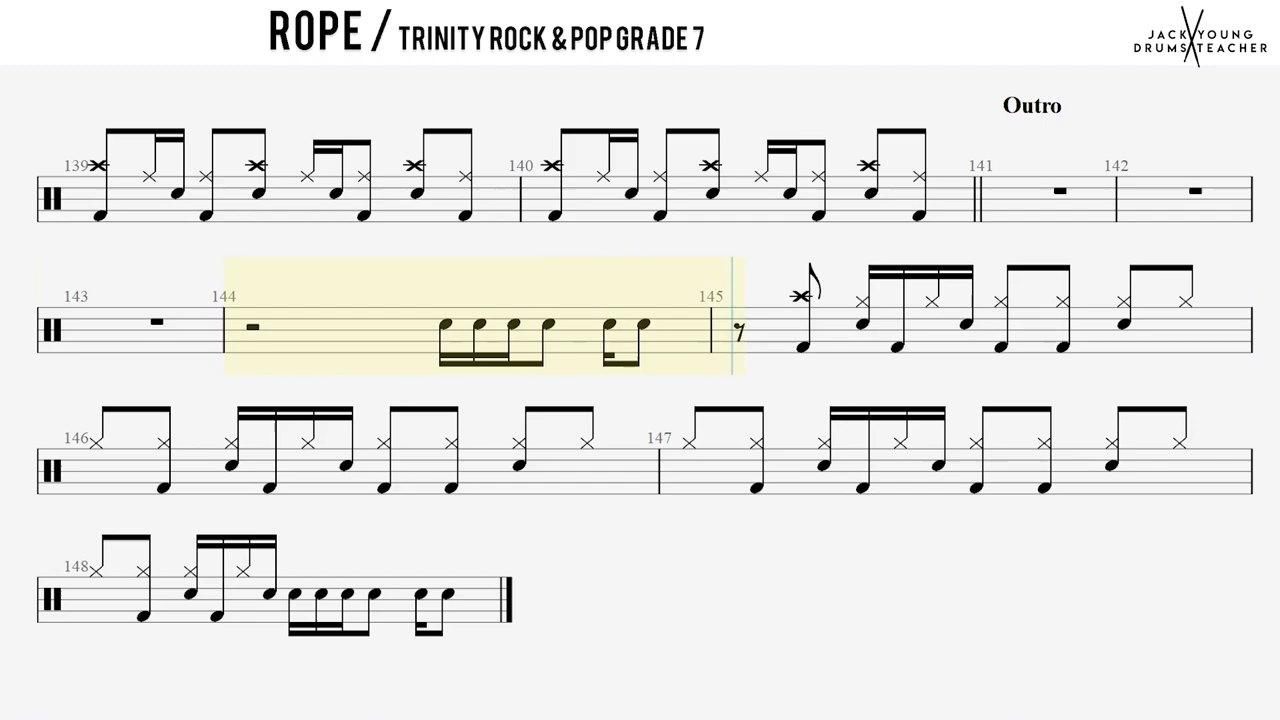 ROPE / TRINITY ROCK & POP GRADE 7
JACK YOUNG
DRUMS TEACHER
Outro
139 140 141 142
143 144 145
146 147
148